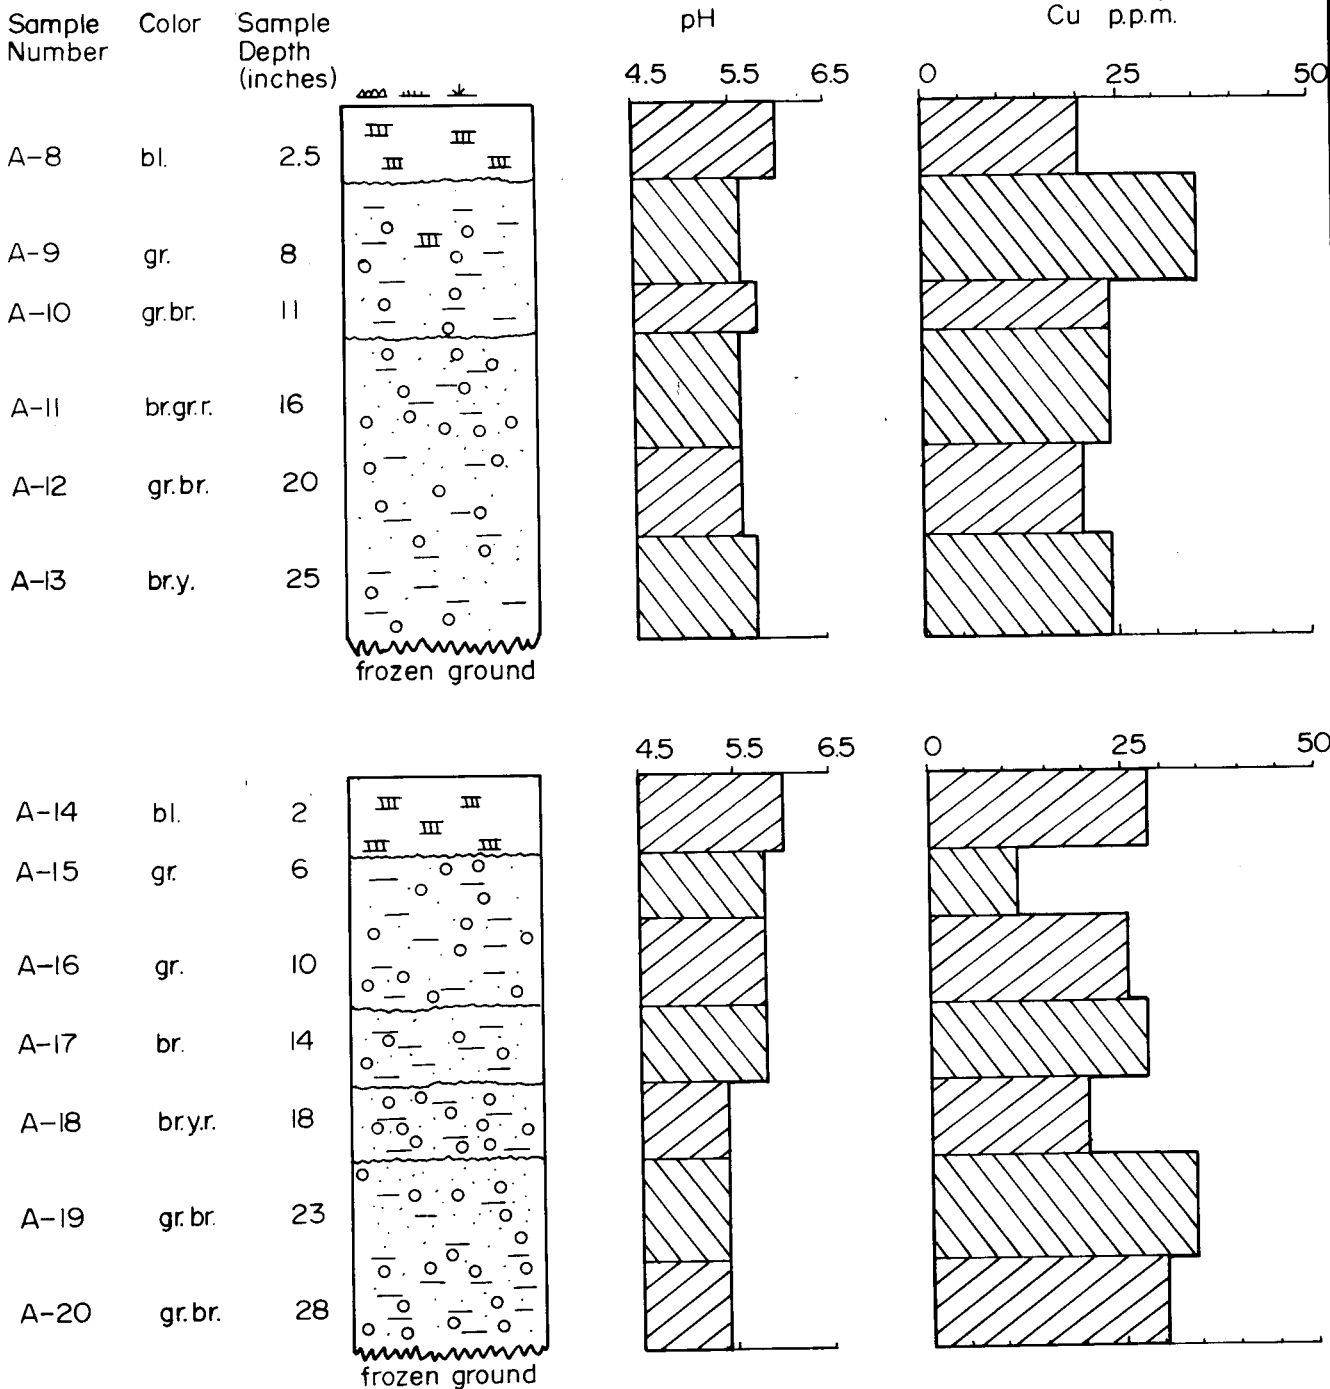 Sample Number Color Sample Depth (inches) pH Cu p.p.m.
4.5 5.5 6.5 0 25 50
A-8 bl. 2.5
A-9 gr. 8
A-10 gr.br. 11
A-11 br.gr.r. 16
A-12 gr.br. 20
A-13 br.y. 25
frozen ground
4.5 5.5 6.5 0 25 50
A-14 bl. 2
A-15 gr. 6
A-16 gr. 10
A-17 br. 14
A-18 br.y.r. 18
A-19 gr.br. 23
A-20 gr.br. 28
frozen ground